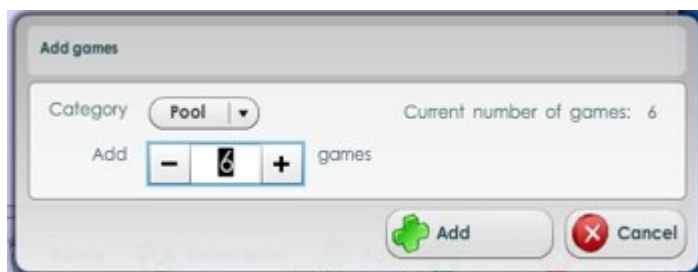 Add games
Category Pool Current number of games: 6
Add − 6 + games
Add Cancel